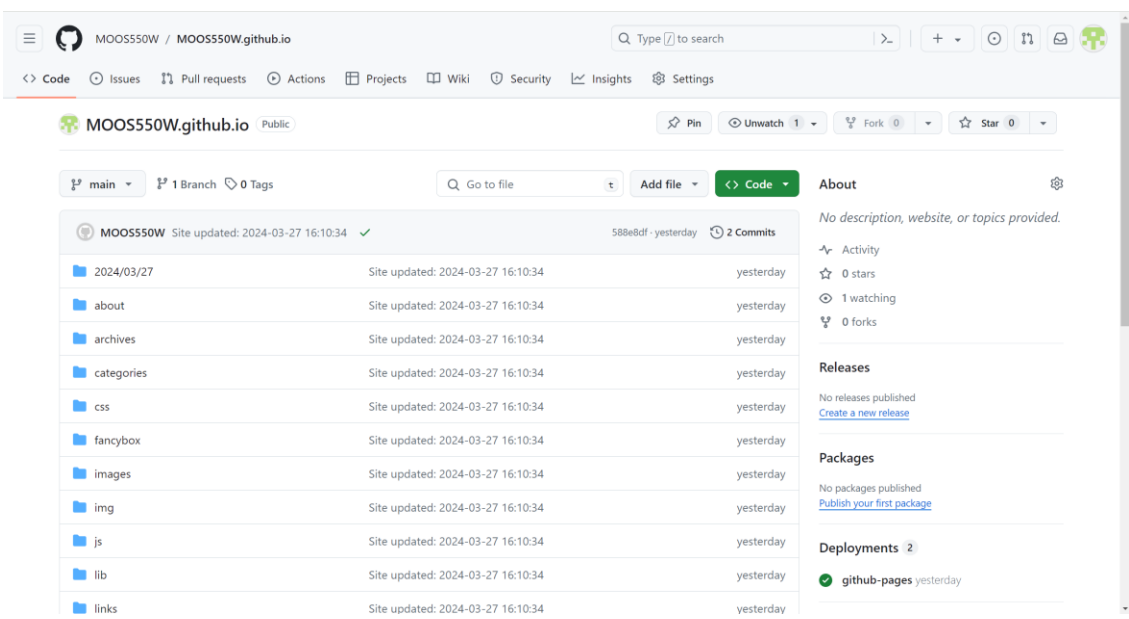 MOOS550W / MOOS550W.github.io
Type / to search
Code Issues Pull requests Actions Projects Wiki Security Insights Settings
MOOS550W.github.io Public
Pin Unwatch 1 Fork 0 Star 0
main 1 Branch 0 Tags
Go to file t Add file Code
MOOS550W Site updated: 2024-03-27 16:10:34 588e8df · yesterday 2 Commits
2024/03/27 Site updated: 2024-03-27 16:10:34 yesterday
about Site updated: 2024-03-27 16:10:34 yesterday
archives Site updated: 2024-03-27 16:10:34 yesterday
categories Site updated: 2024-03-27 16:10:34 yesterday
css Site updated: 2024-03-27 16:10:34 yesterday
fancybox Site updated: 2024-03-27 16:10:34 yesterday
images Site updated: 2024-03-27 16:10:34 yesterday
img Site updated: 2024-03-27 16:10:34 yesterday
js Site updated: 2024-03-27 16:10:34 yesterday
lib Site updated: 2024-03-27 16:10:34 yesterday
links Site updated: 2024-03-27 16:10:34 yesterday
About
No description, website, or topics provided.
Activity
0 stars
1 watching
0 forks
Releases
No releases published
Create a new release
Packages
No packages published
Publish your first package
Deployments 2
github-pages yesterday